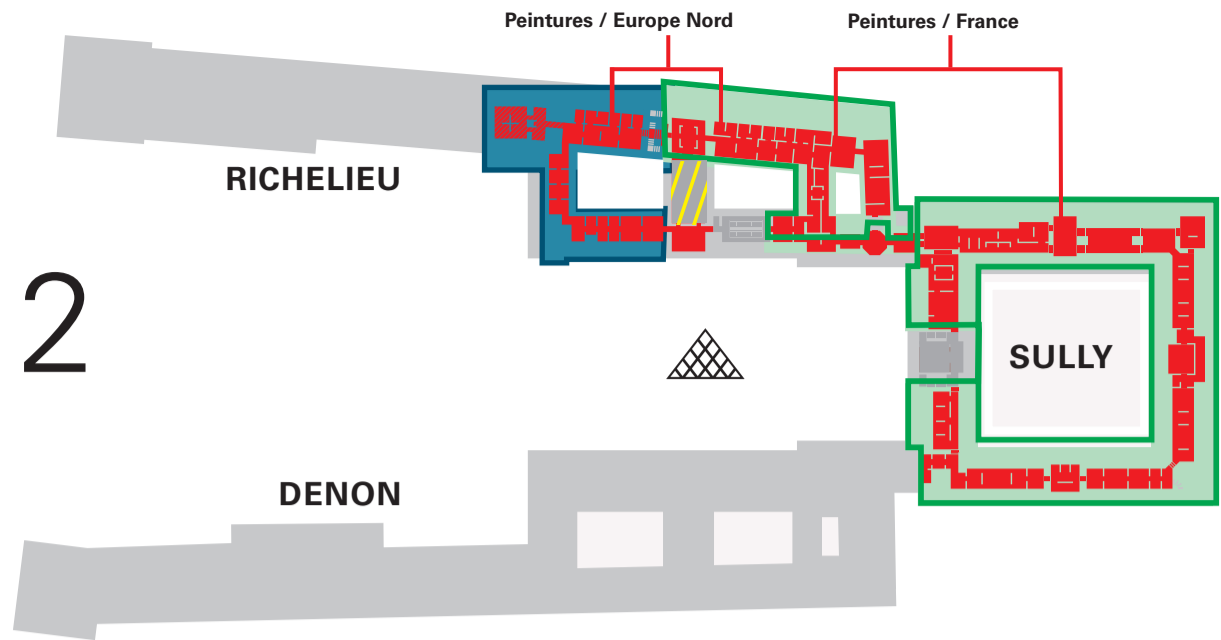 Peintures / Europe Nord
Peintures / France
RICHELIEU
2
SULLY
DENON